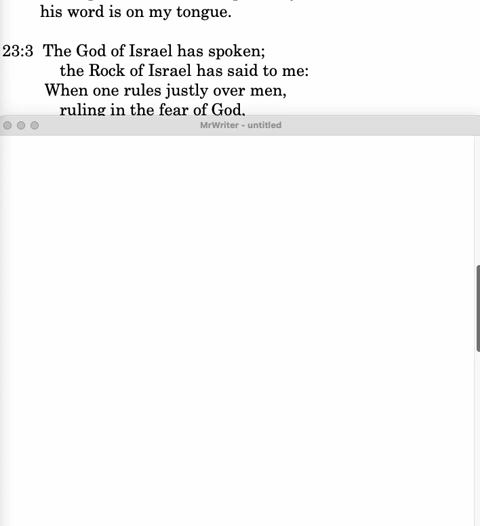 his word is on my tongue.
23:3 The God of Israel has spoken;
the Rock of Israel has said to me:
When one rules justly over men,
ruling in the fear of God,
MrWriter - untitled